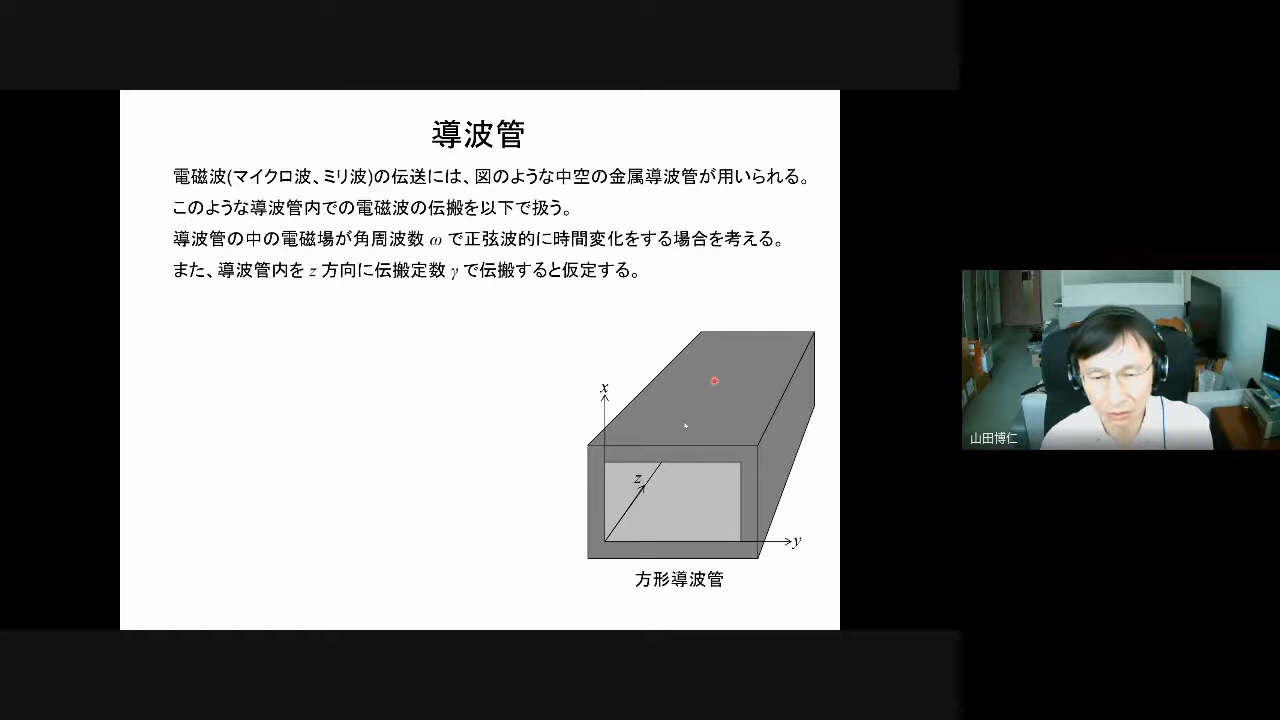 導波管
電磁波(マイクロ波、ミリ波)の伝送には、図のような中空の金属導波管が用いられる。
このような導波管内での電磁波の伝搬を以下で扱う。
導波管の中の電磁場が角周波数 ω で正弦波的に時間変化をする場合を考える。
また、導波管内を z 方向に伝搬定数 γ で伝搬すると仮定する。
x
z
y
方形導波管
山田博仁